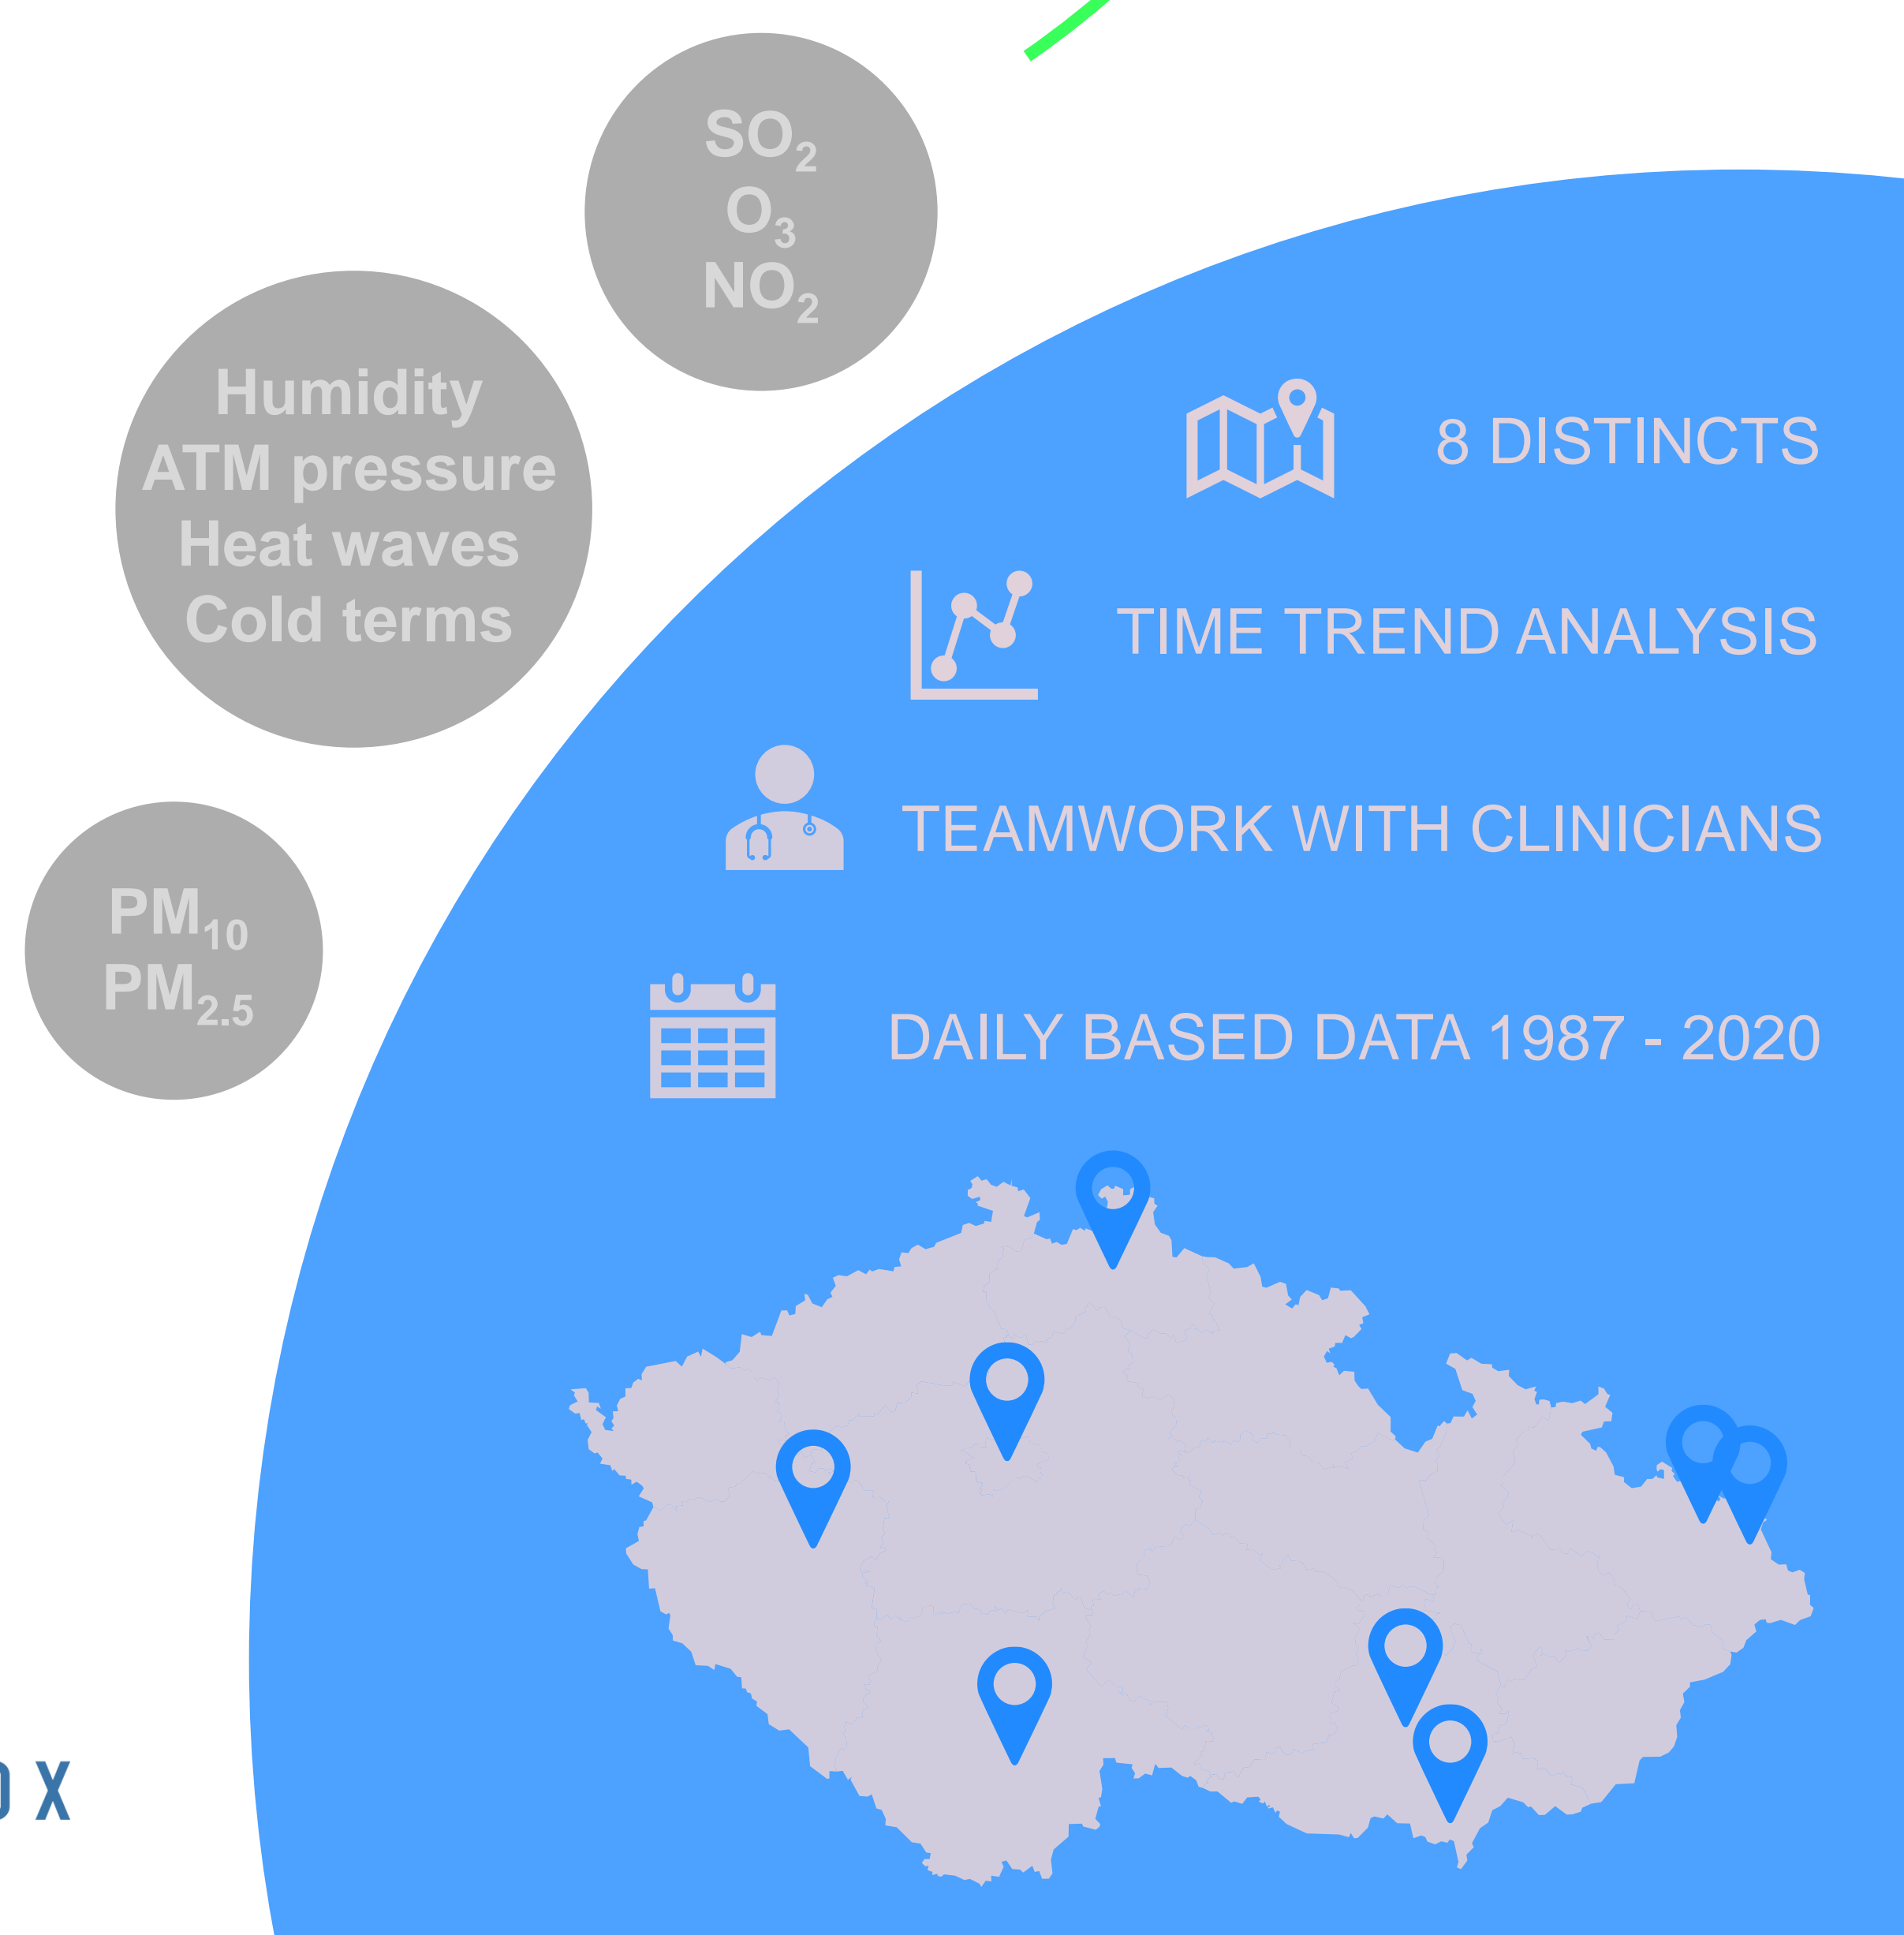 SO2
O3
NO2
Humidity
ATM pressure
Heat waves
Cold terms
PM10
PM2.5
8 DISTINCTS
TIME TREND ANALYSIS
TEAMWORK WITH CLINICIANS
DAILY BASED DATA 1987 - 2020
X